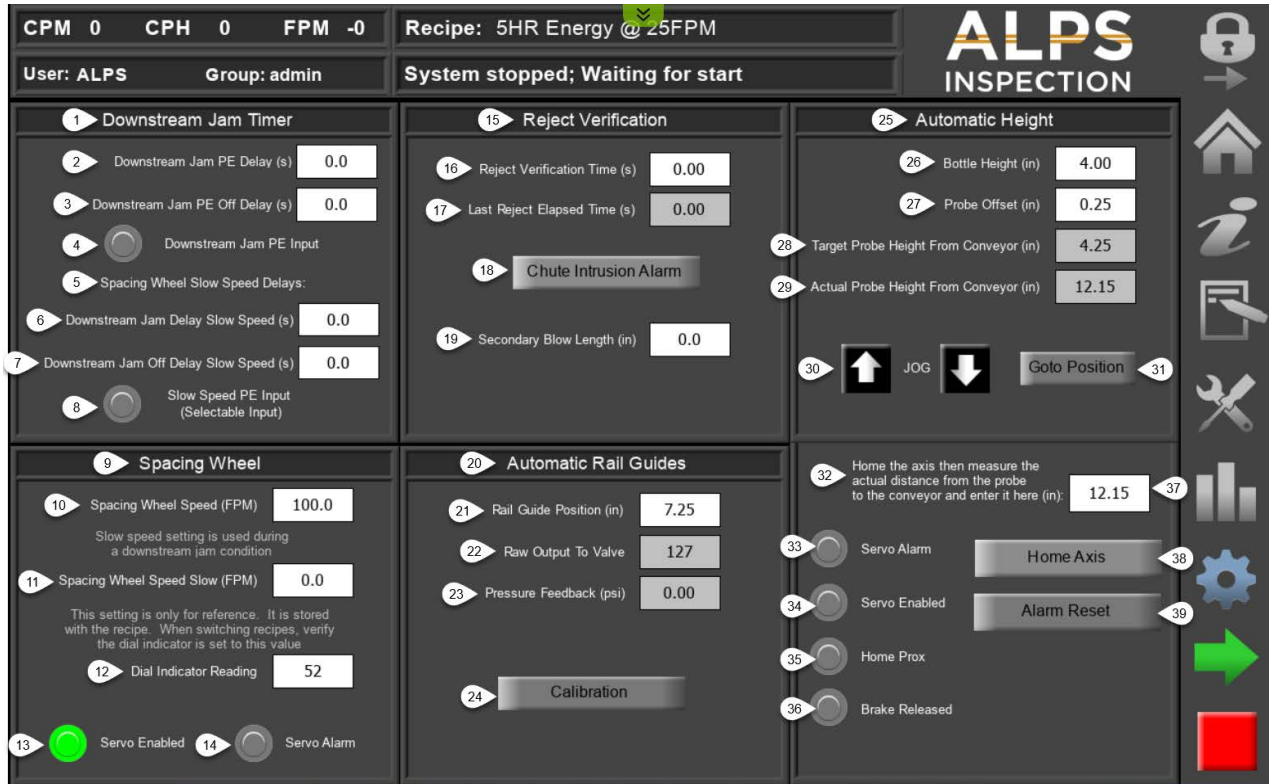 CPM 0 CPH 0 FPM -0
Recipe: 5HR Energy @ 25FPM
User: ALPS Group: admin
System stopped; Waiting for start
ALPS
INSPECTION
1 Downstream Jam Timer
2 Downstream Jam PE Delay (s) 0.0
3 Downstream Jam PE Off Delay (s) 0.0
4 Downstream Jam PE Input
5 Spacing Wheel Slow Speed Delays:
6 Downstream Jam Delay Slow Speed (s) 0.0
7 Downstream Jam Off Delay Slow Speed (s) 0.0
8 Slow Speed PE Input
(Selectable Input)
9 Spacing Wheel
10 Spacing Wheel Speed (FPM) 100.0
Slow speed setting is used during
a downstream jam condition
11 Spacing Wheel Speed Slow (FPM) 0.0
This setting is only for reference. It is stored
with the recipe. When switching recipes, verify
the dial indicator is set to this value
12 Dial Indicator Reading 52
13 Servo Enabled 14 Servo Alarm
15 Reject Verification
16 Reject Verification Time (s) 0.00
17 Last Reject Elapsed Time (s) 0.00
18 Chute Intrusion Alarm
19 Secondary Blow Length (in) 0.0
20 Automatic Rail Guides
21 Rail Guide Position (in) 7.25
22 Raw Output To Valve 127
23 Pressure Feedback (psi) 0.00
24 Calibration
25 Automatic Height
26 Bottle Height (in) 4.00
27 Probe Offset (in) 0.25
28 Target Probe Height From Conveyor (in) 4.25
29 Actual Probe Height From Conveyor (in) 12.15
30 JOG Goto Position 31
32 Home the axis then measure the
actual distance from the probe
to the conveyor and enter it here (in): 12.15 37
33 Servo Alarm
Home Axis 38
34 Servo Enabled
Alarm Reset 39
35 Home Prox
36 Brake Released